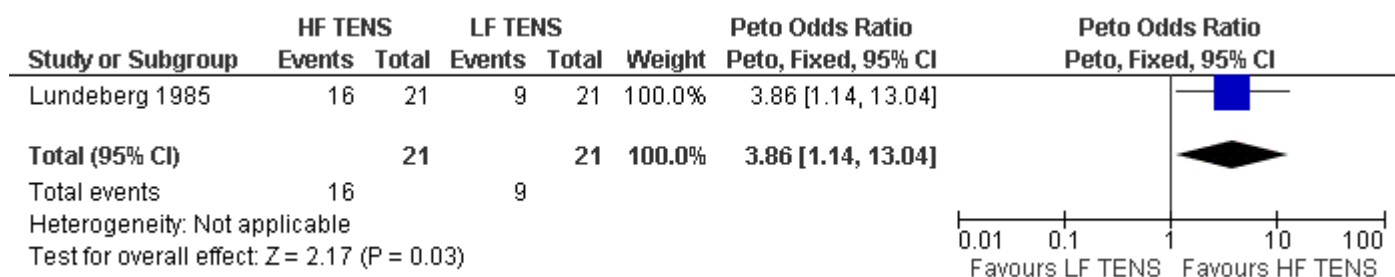 HF TENS LF TENS Peto Odds Ratio Peto Odds Ratio
Study or Subgroup Events Total Events Total Weight Peto, Fixed, 95% CI Peto, Fixed, 95% CI
Lundeberg 1985 16 21 9 21 100.0% 3.86 [1.14, 13.04]
Total (95% CI) 21 21 100.0% 3.86 [1.14, 13.04]
Total events 16 9
Heterogeneity: Not applicable
Test for overall effect: Z = 2.17 (P = 0.03)
0.01 0.1 1 10 100
Favours LF TENS Favours HF TENS